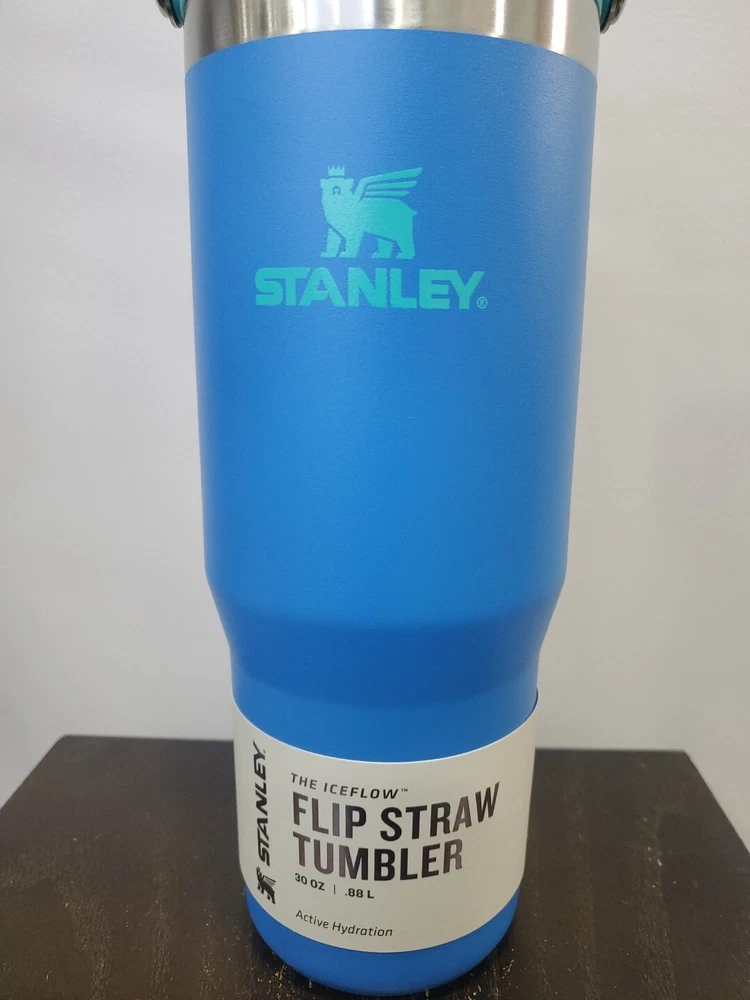 STANLEY®
STANLEY®
THE ICEFLOW™
FLIP STRAW
TUMBLER
30 OZ | .88 L
Active Hydration